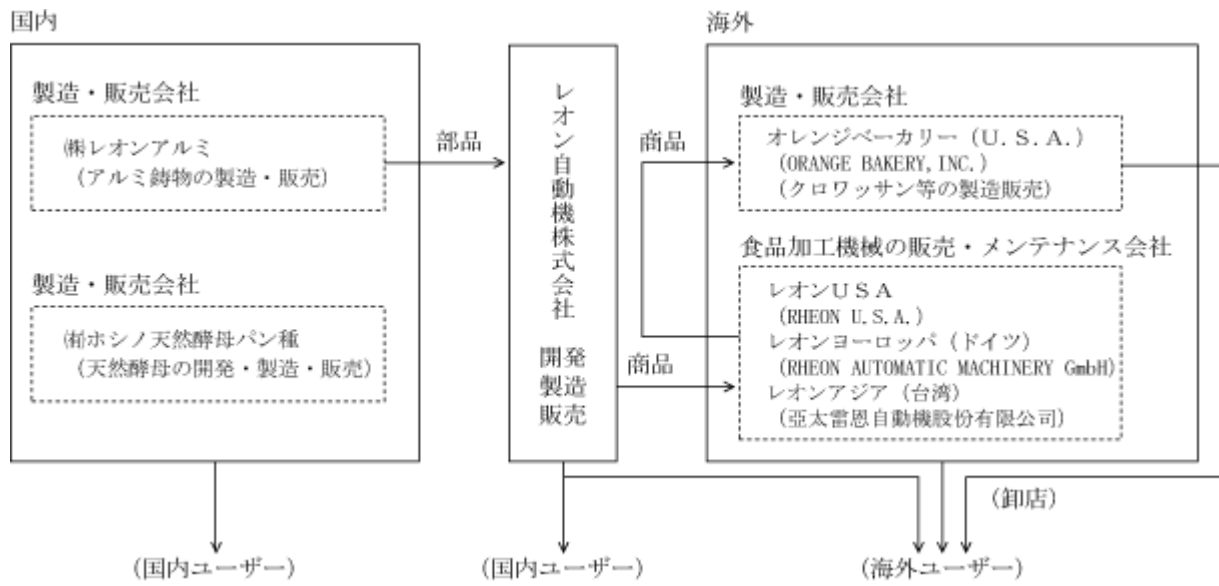 国内
製造・販売会社
㈱レオンアルミ
(アルミ鋳物の製造・販売)
製造・販売会社
㈲ホシノ天然酵母パン種
(天然酵母の開発・製造・販売)
部品
レオン自動機株式会社
開発
製造
販売
商品
商品
海外
製造・販売会社
オレンジベーカリー(U.S.A.)
(ORANGE BAKERY,INC.)
(クロワッサン等の製造販売)
食品加工機械の販売・メンテナンス会社
レオンUSA
(RHEON U.S.A.)
レオンヨーロッパ(ドイツ)
(RHEON AUTOMATIC MACHINERY GmbH)
レオンアジア(台湾)
(亞太雷恩自動機股份有限公司)
(卸店)
(国内ユーザー)
(国内ユーザー)
(海外ユーザー)